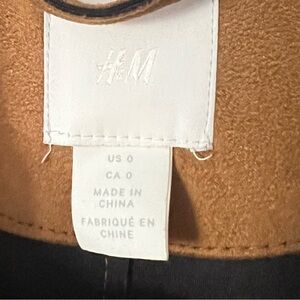 H&M
US 0
CA 0
MADE IN
CHINA
FABRIQUÉ EN
CHINE